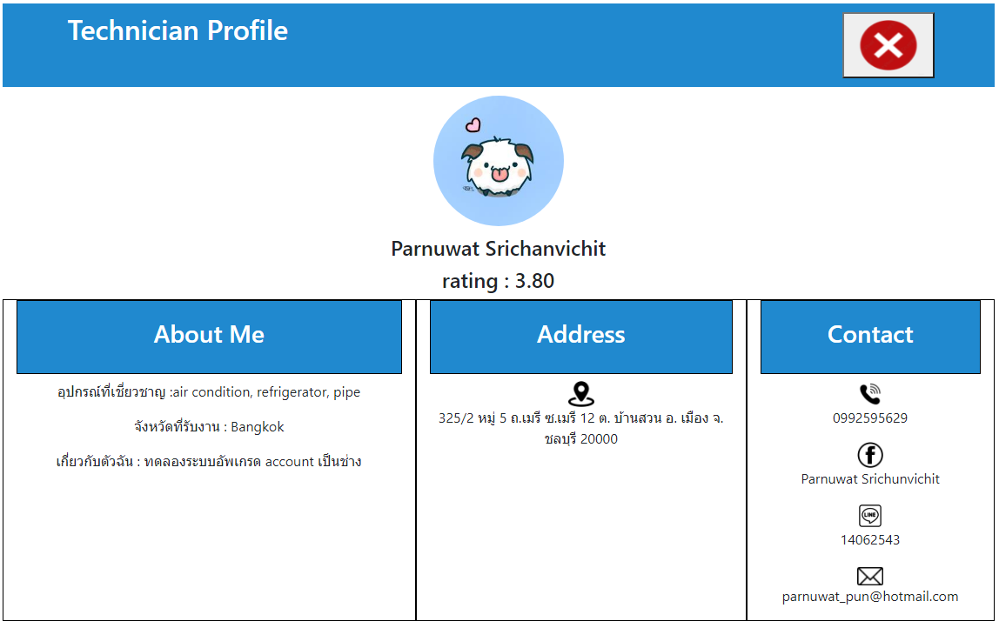 Technician Profile
Parnuwat Srichanvichit
rating : 3.80
About Me
อุปกรณ์ที่เชี่ยวชาญ :air condition, refrigerator, pipe
จังหวัดที่รับงาน : Bangkok
เกี่ยวกับตัวฉัน : ทดลองระบบอัพเกรด account เป็นช่าง
Address
325/2 หมู่ 5 ถ.เมรี ซ.เมรี 12 ต. บ้านสวน อ. เมือง จ.
ชลบุรี 20000
Contact
0992595629
Parnuwat Srichunvichit
LINE
14062543
parnuwat_pun@hotmail.com